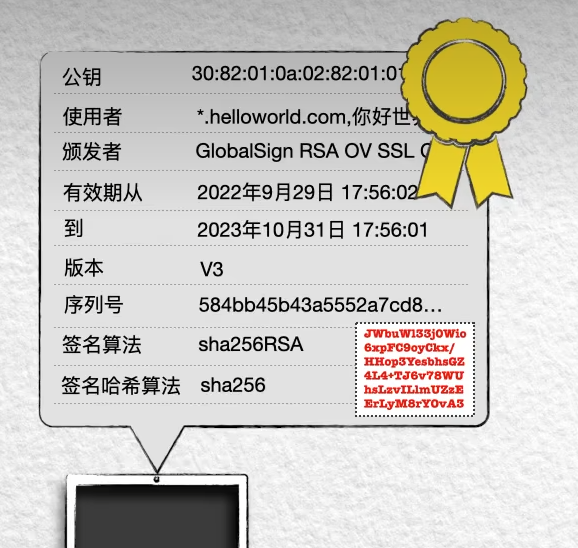 公钥 30:82:01:0a:02:82:01:01
使用者 *.helloworld.com,你好世
颁发者 GlobalSign RSA OV SSL
有效期从 2022年9月29日 17:56:02
到 2023年10月31日 17:56:01
版本 V3
序列号 584bb45b43a5552a7cd8...
签名算法 sha256RSA
签名哈希算法 sha256
JWbuWl33j0Wio
6xpFC9oyCkx/
HHop3YesbhsGZ
4L4+TJ6v78WU
hsLzvILlmUZzE
ErLyM8rY0vA3